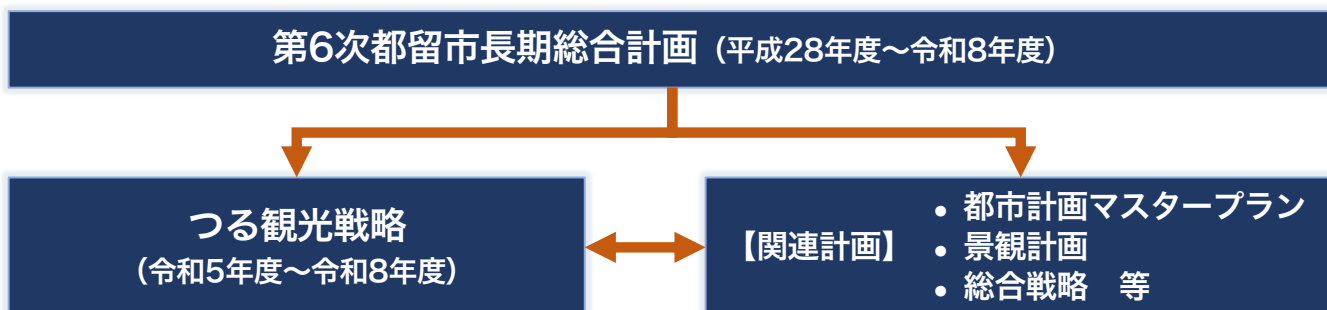 第6次都留市長期総合計画（平成28年度～令和8年度）
つる観光戦略
（令和5年度～令和8年度）
【関連計画】
• 都市計画マスタープラン
• 景観計画
• 総合戦略　等